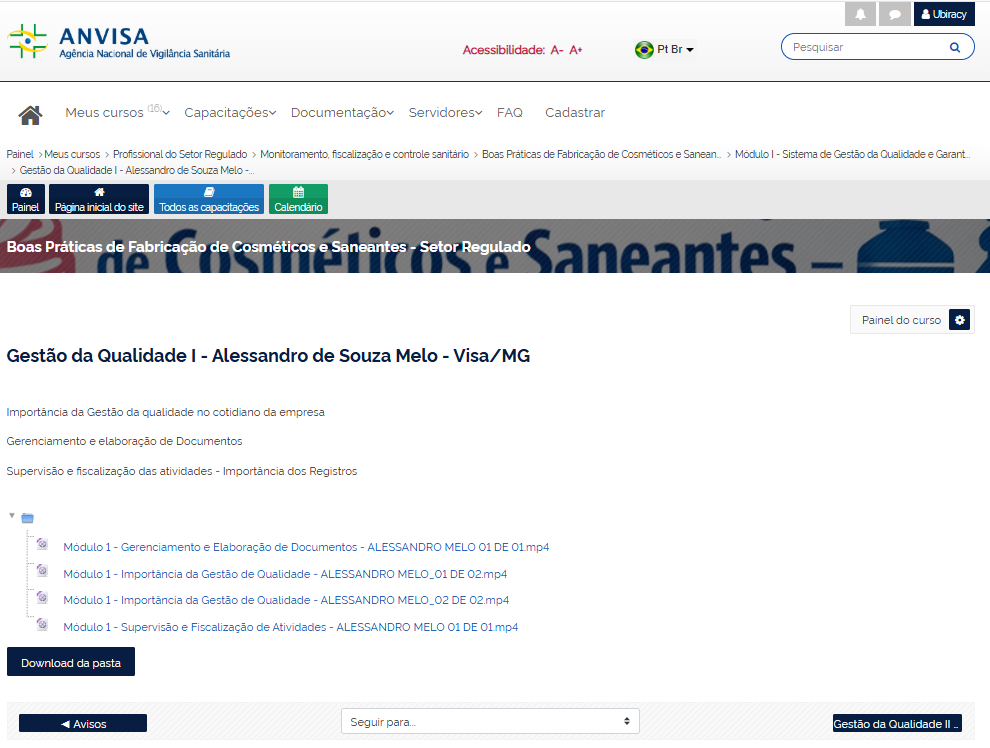 Ubiracy
ANVISA
Agência Nacional de Vigilância Sanitária
Acessibilidade: A- A+
Pt Br
Pesquisar
Meus cursos (16)
Capacitações
Documentação
Servidores
FAQ
Cadastrar
Painel > Meus cursos > Profissional do Setor Regulado > Monitoramento, fiscalização e controle sanitário > Boas Práticas de Fabricação de Cosméticos e Sanean... > Módulo I - Sistema de Gestão da Qualidade e Garant...
> Gestão da Qualidade I - Alessandro de Souza Melo -...
Painel
Página inicial do site
Todos as capacitações
Calendário
de Cosméticos e Saneantes –
Boas Práticas de Fabricação de Cosméticos e Saneantes - Setor Regulado
Painel do curso
Gestão da Qualidade I - Alessandro de Souza Melo - Visa/MG
Importância da Gestão da qualidade no cotidiano da empresa
Gerenciamento e elaboração de Documentos
Supervisão e fiscalização das atividades - Importância dos Registros
Módulo 1 - Gerenciamento e Elaboração de Documentos - ALESSANDRO MELO 01 DE 01.mp4
Módulo 1 - Importância da Gestão de Qualidade - ALESSANDRO MELO_01 DE 02.mp4
Módulo 1 - Importância da Gestão de Qualidade - ALESSANDRO MELO_02 DE 02.mp4
Módulo 1 - Supervisão e Fiscalização de Atividades - ALESSANDRO MELO 01 DE 01.mp4
Download da pasta
◀ Avisos
Seguir para...
Gestão da Qualidade II ...